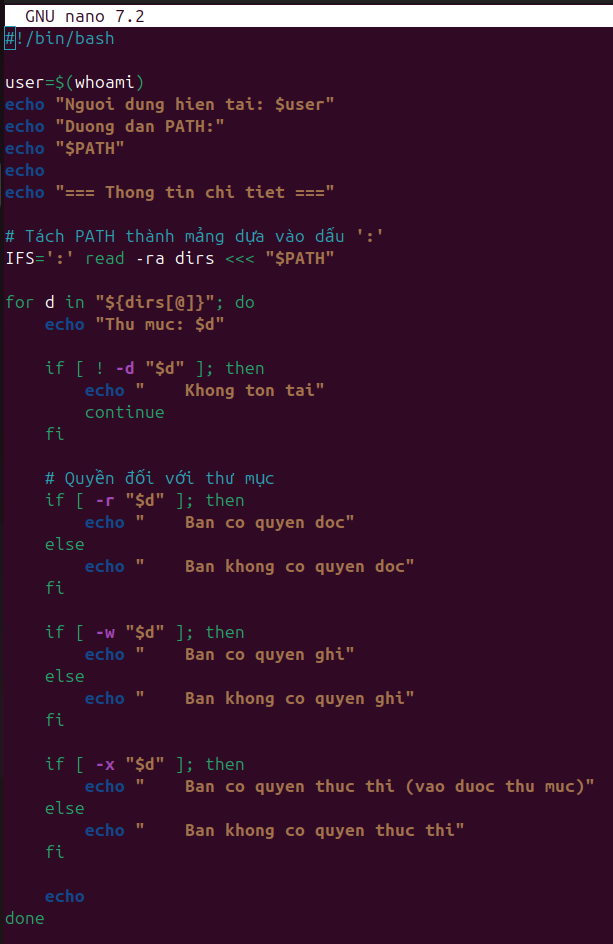 GNU nano 7.2
#!/bin/bash
user=$(whoami)
echo "Nguoi dung hien tai: $user"
echo "Duong dan PATH:"
echo "$PATH"
echo
echo "=== Thong tin chi tiet ==="
# Tách PATH thành mảng dựa vào dấu ':'
IFS=':' read -ra dirs <<< "$PATH"
for d in "${dirs[@]}"; do
    echo "Thu muc: $d"
    if [ ! -d "$d" ]; then
        echo "    Khong ton tai"
        continue
    fi
    # Quyền đối với thư mục
    if [ -r "$d" ]; then
        echo "    Ban co quyen doc"
    else
        echo "    Ban khong co quyen doc"
    fi
    if [ -w "$d" ]; then
        echo "    Ban co quyen ghi"
    else
        echo "    Ban khong co quyen ghi"
    fi
    if [ -x "$d" ]; then
        echo "    Ban co quyen thuc thi (vao duoc thu muc)"
    else
        echo "    Ban khong co quyen thuc thi"
    fi
    echo
done